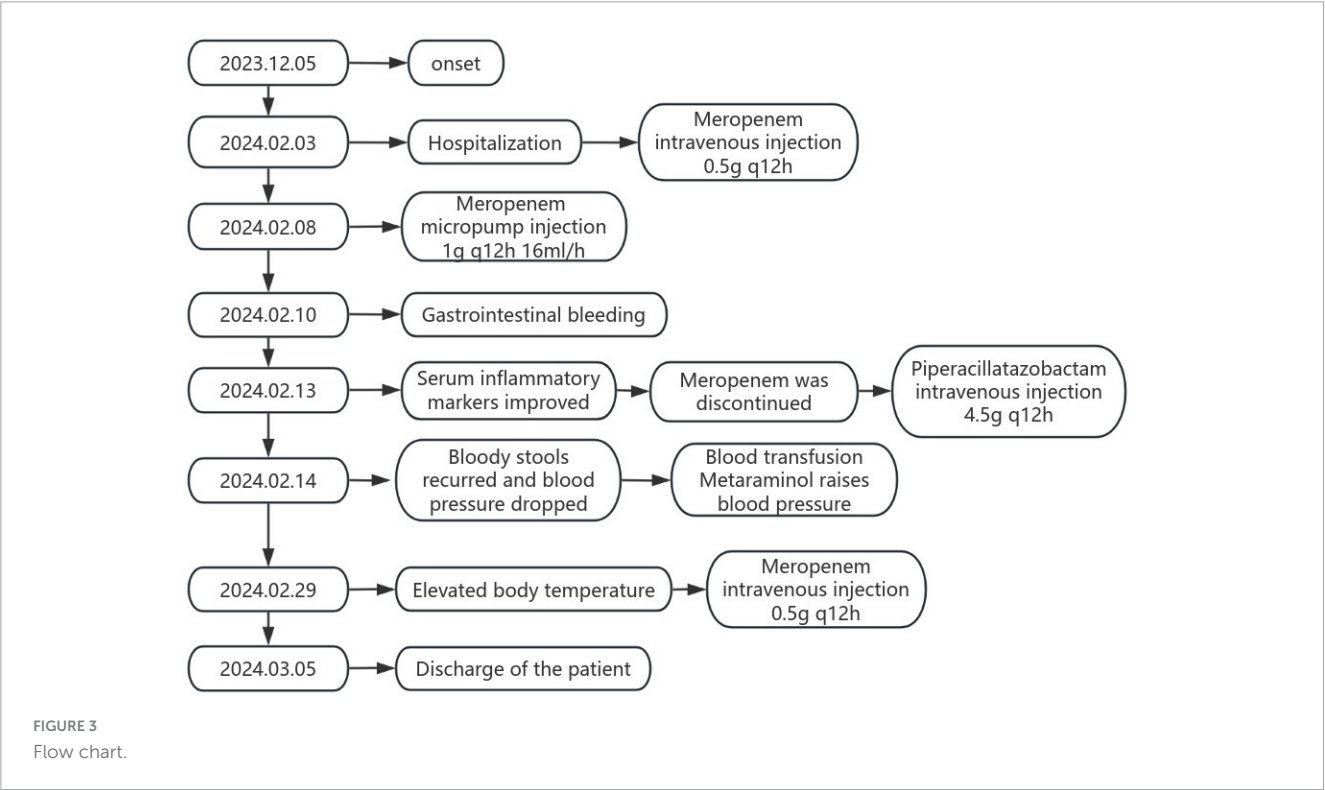 2023.12.05
onset
2024.02.03
Hospitalization
Meropenem
intravenous injection
0.5g q12h
2024.02.08
Meropenem
micropump injection
1g q12h 16ml/h
2024.02.10
Gastrointestinal bleeding
2024.02.13
Serum inflammatory
markers improved
Meropenem was
discontinued
Piperacillatazobactam
intravenous injection
4.5g q12h
2024.02.14
Bloody stools
recurred and blood
pressure dropped
Blood transfusion
Metaraminol raises
blood pressure
2024.02.29
Elevated body temperature
Meropenem
intravenous injection
0.5g q12h
2024.03.05
Discharge of the patient
FIGURE 3
Flow chart.